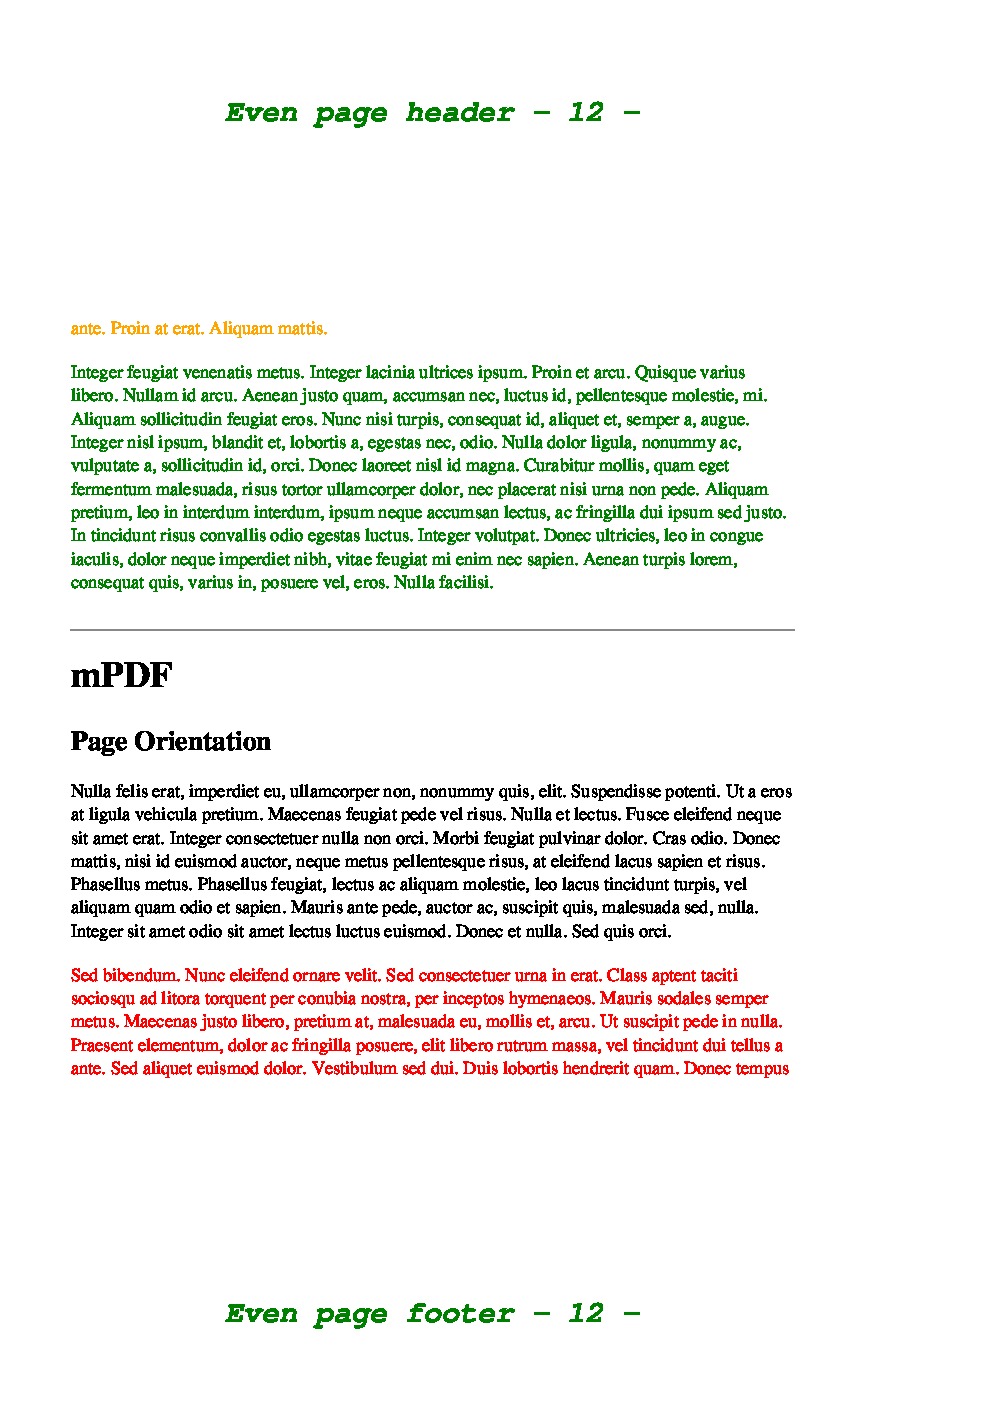 Even page header - 12 -
ante. Proin at erat. Aliquam mattis.
Integer feugiat venenatis metus. Integer lacinia ultrices ipsum. Proin et arcu. Quisque varius
libero. Nullam id arcu. Aenean justo quam, accumsan nec, luctus id, pellentesque molestie, mi.
Aliquam sollicitudin feugiat eros. Nunc nisi turpis, consequat id, aliquet et, semper a, augue.
Integer nisl ipsum, blandit et, lobortis a, egestas nec, odio. Nulla dolor ligula, nonummy ac,
vulputate a, sollicitudin id, orci. Donec laoreet nisl id magna. Curabitur mollis, quam eget
fermentum malesuada, risus tortor ullamcorper dolor, nec placerat nisi urna non pede. Aliquam
pretium, leo in interdum interdum, ipsum neque accumsan lectus, ac fringilla dui ipsum sed justo.
In tincidunt risus convallis odio egestas luctus. Integer volutpat. Donec ultricies, leo in congue
iaculis, dolor neque imperdiet nibh, vitae feugiat mi enim nec sapien. Aenean turpis lorem,
consequat quis, varius in, posuere vel, eros. Nulla facilisi.
mPDF
Page Orientation
Nulla felis erat, imperdiet eu, ullamcorper non, nonummy quis, elit. Suspendisse potenti. Ut a eros
at ligula vehicula pretium. Maecenas feugiat pede vel risus. Nulla et lectus. Fusce eleifend neque
sit amet erat. Integer consectetuer nulla non orci. Morbi feugiat pulvinar dolor. Cras odio. Donec
mattis, nisi id euismod auctor, neque metus pellentesque risus, at eleifend lacus sapien et risus.
Phasellus metus. Phasellus feugiat, lectus ac aliquam molestie, leo lacus tincidunt turpis, vel
aliquam quam odio et sapien. Mauris ante pede, auctor ac, suscipit quis, malesuada sed, nulla.
Integer sit amet odio sit amet lectus luctus euismod. Donec et nulla. Sed quis orci.
Sed bibendum. Nunc eleifend ornare velit. Sed consectetuer urna in erat. Class aptent taciti
sociosqu ad litora torquent per conubia nostra, per inceptos hymenaeos. Mauris sodales semper
metus. Maecenas justo libero, pretium at, malesuada eu, mollis et, arcu. Ut suscipit pede in nulla.
Praesent elementum, dolor ac fringilla posuere, elit libero rutrum massa, vel tincidunt dui tellus a
ante. Sed aliquet euismod dolor. Vestibulum sed dui. Duis lobortis hendrerit quam. Donec tempus
Even page footer - 12 -